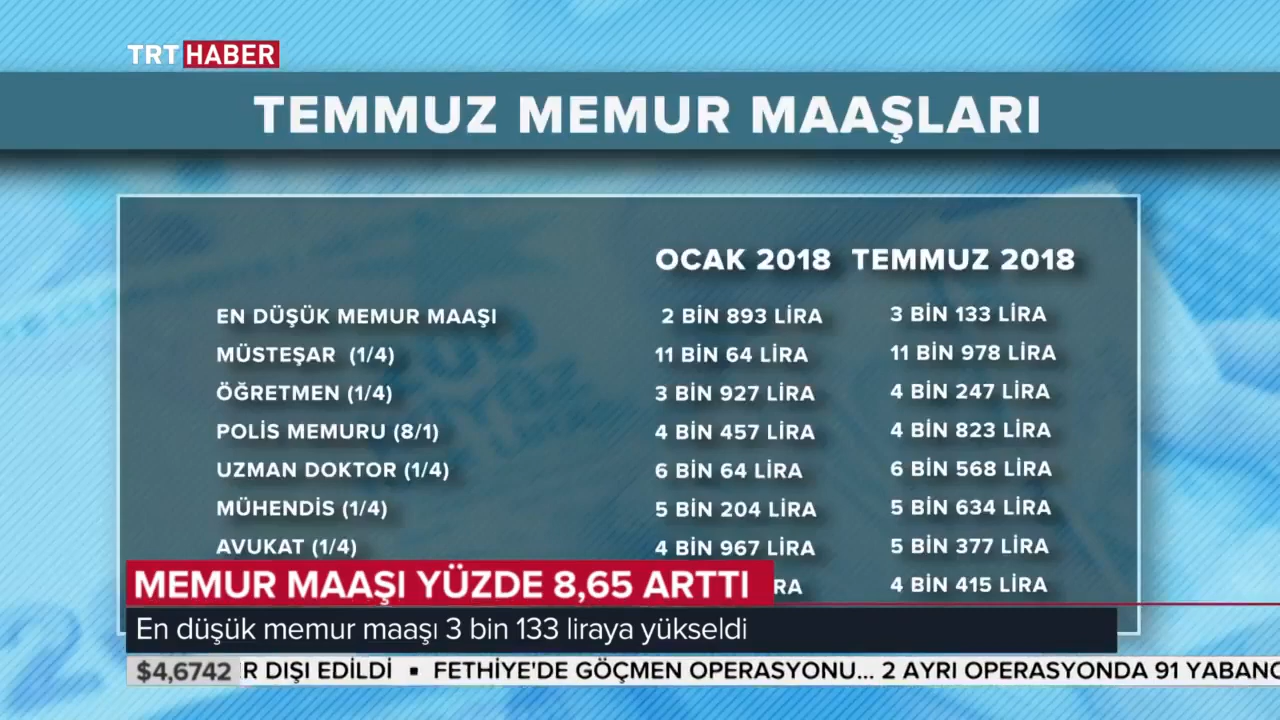 TRT HABER
TEMMUZ MEMUR MAAŞLARI
OCAK 2018 TEMMUZ 2018
EN DÜŞÜK MEMUR MAAŞI 2 BİN 893 LİRA 3 BİN 133 LİRA
MÜSTEŞAR (1/4) 11 BİN 64 LİRA 11 BİN 978 LİRA
ÖĞRETMEN (1/4) 3 BİN 927 LİRA 4 BİN 247 LİRA
POLİS MEMURU (8/1) 4 BİN 457 LİRA 4 BİN 823 LİRA
UZMAN DOKTOR (1/4) 6 BİN 64 LİRA 6 BİN 568 LİRA
MÜHENDİS (1/4) 5 BİN 204 LİRA 5 BİN 634 LİRA
AVUKAT (1/4) 4 BİN 967 LİRA 5 BİN 377 LİRA
4 BİN 415 LİRA
MEMUR MAAŞI YÜZDE 8,65 ARTTI
En düşük memur maaşı 3 bin 133 liraya yükseldi
$4,6742 R DIŞI EDİLDİ ▪ FETHİYE'DE GÖÇMEN OPERASYONU... 2 AYRI OPERASYONDA 91 YABANC